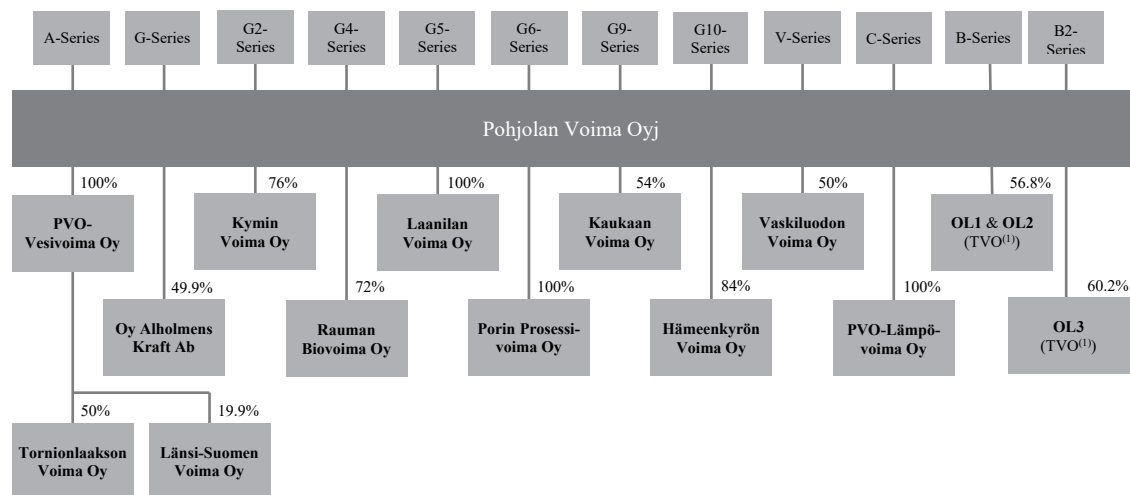 A-Series
G-Series
G2-
Series
G4-
Series
G5-
Series
G6-
Series
G9-
Series
G10-
Series
V-Series
C-Series
B-Series
B2-
Series
Pohjolan Voima Oyj
100%
PVO-
Vesivoima Oy
76%
Kymin
Voima Oy
100%
Laanilan
Voima Oy
54%
Kaukaan
Voima Oy
50%
Vaskiluodon
Voima Oy
56.8%
OL1 & OL2
(TVO(1))
49.9%
Oy Alholmens
Kraft Ab
72%
Rauman
Biovoima Oy
100%
Porin Prosessi-
voima Oy
84%
Hämeenkyrön
Voima Oy
100%
PVO-Lämpö-
voima Oy
60.2%
OL3
(TVO(1))
50%
Tornionlaakson
Voima Oy
19.9%
Länsi-Suomen
Voima Oy